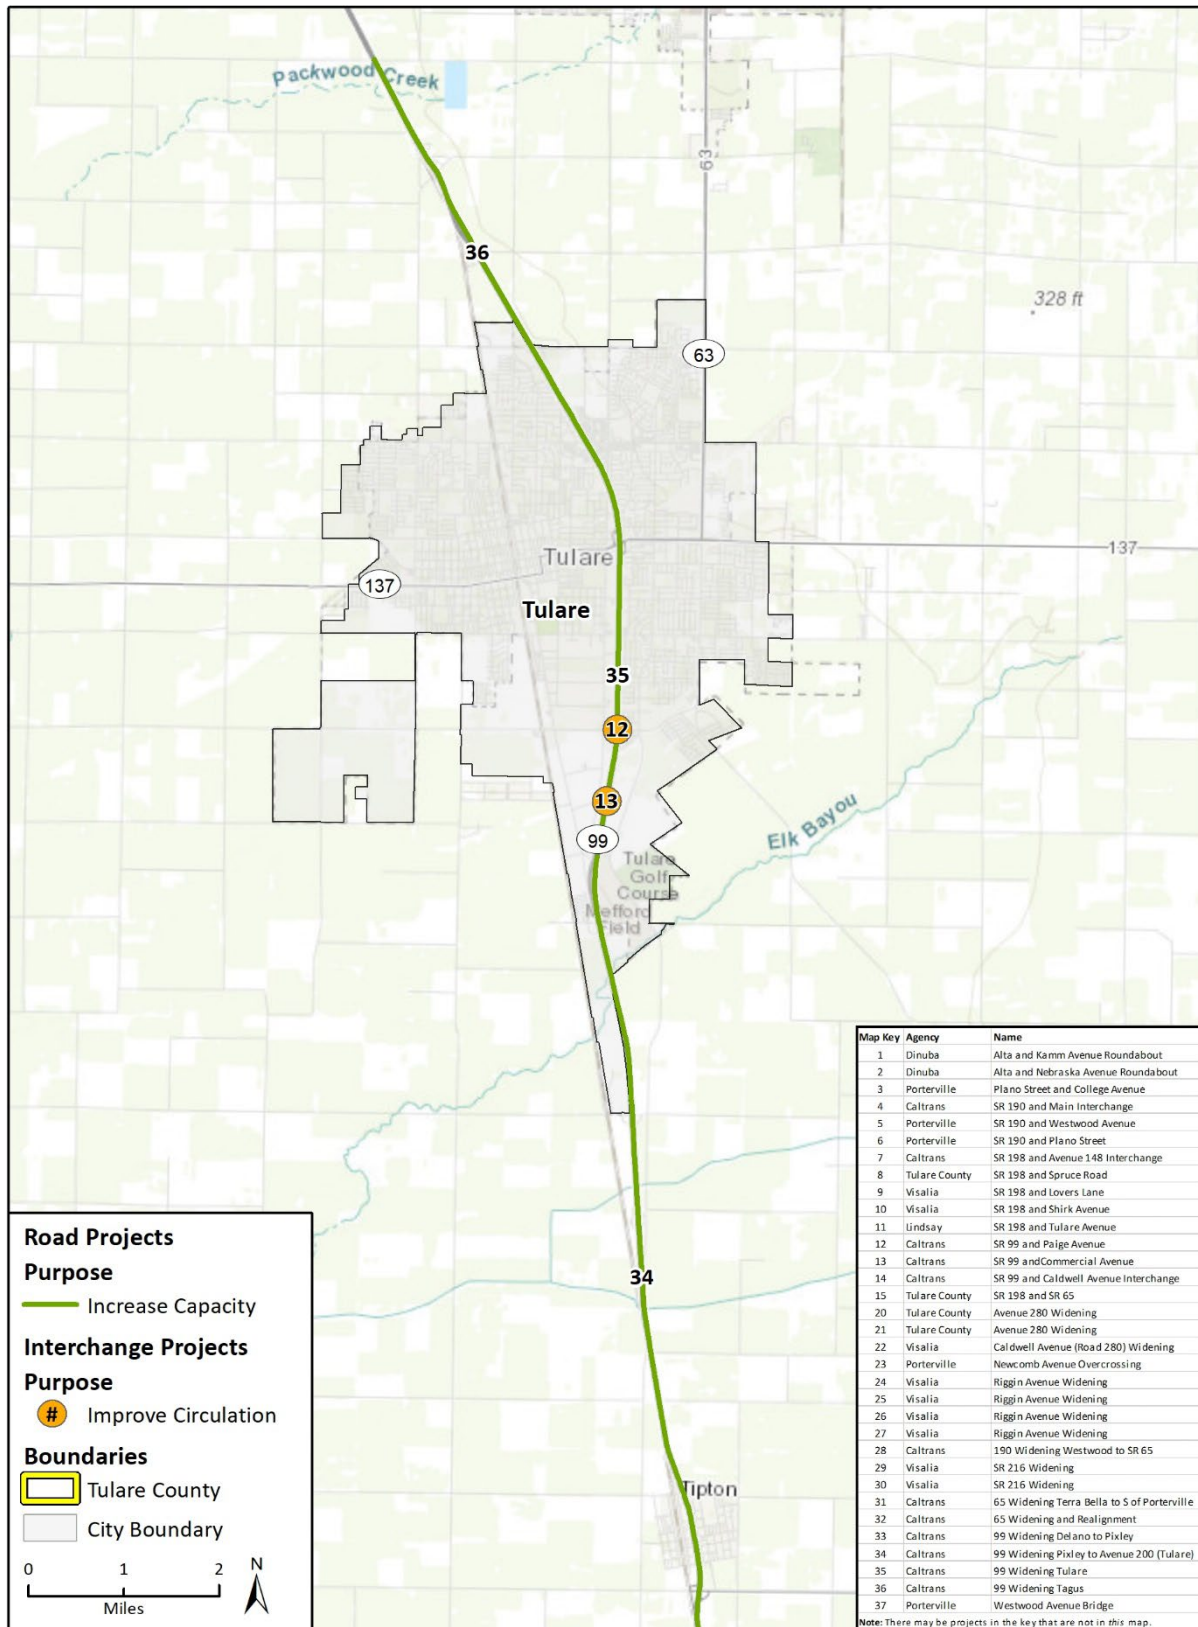 Packwood Creek
63
36
328 ft
63
Tulare
137
137
Tulare
35
12
13
99
Elk Bayou
Tulare
Golf
Course
Mefford
Field
34
Tipton
Road Projects
Purpose
Increase Capacity
Interchange Projects
Purpose
# Improve Circulation
Boundaries
Tulare County
City Boundary
0 1 2
Miles
N
Map Key Agency Name
1 Dinuba Alta and Kamm Avenue Roundabout
2 Dinuba Alta and Nebraska Avenue Roundabout
3 Porterville Plano Street and College Avenue
4 Caltrans SR 190 and Main Interchange
5 Porterville SR 190 and Westwood Avenue
6 Porterville SR 190 and Plano Street
7 Caltrans SR 198 and Avenue 148 Interchange
8 Tulare County SR 198 and Spruce Road
9 Visalia SR 198 and Lovers Lane
10 Visalia SR 198 and Shirk Avenue
11 Lindsay SR 198 and Tulare Avenue
12 Caltrans SR 99 and Paige Avenue
13 Caltrans SR 99 andCommercial Avenue
14 Caltrans SR 99 and Caldwell Avenue Interchange
15 Tulare County SR 198 and SR 65
20 Tulare County Avenue 280 Widening
21 Tulare County Avenue 280 Widening
22 Visalia Caldwell Avenue (Road 280) Widening
23 Porterville Newcomb Avenue Overcrossing
24 Visalia Riggin Avenue Widening
25 Visalia Riggin Avenue Widening
26 Visalia Riggin Avenue Widening
27 Visalia Riggin Avenue Widening
28 Caltrans 190 Widening Westwood to SR 65
29 Visalia SR 216 Widening
30 Visalia SR 216 Widening
31 Caltrans 65 Widening Terra Bella to S of Porterville
32 Caltrans 65 Widening and Realignment
33 Caltrans 99 Widening Delano to Pixley
34 Caltrans 99 Widening Pixley to Avenue 200 (Tulare)
35 Caltrans 99 Widening Tulare
36 Caltrans 99 Widening Tagus
37 Porterville Westwood Avenue Bridge
Note: There may be projects in the key that are not in this map.